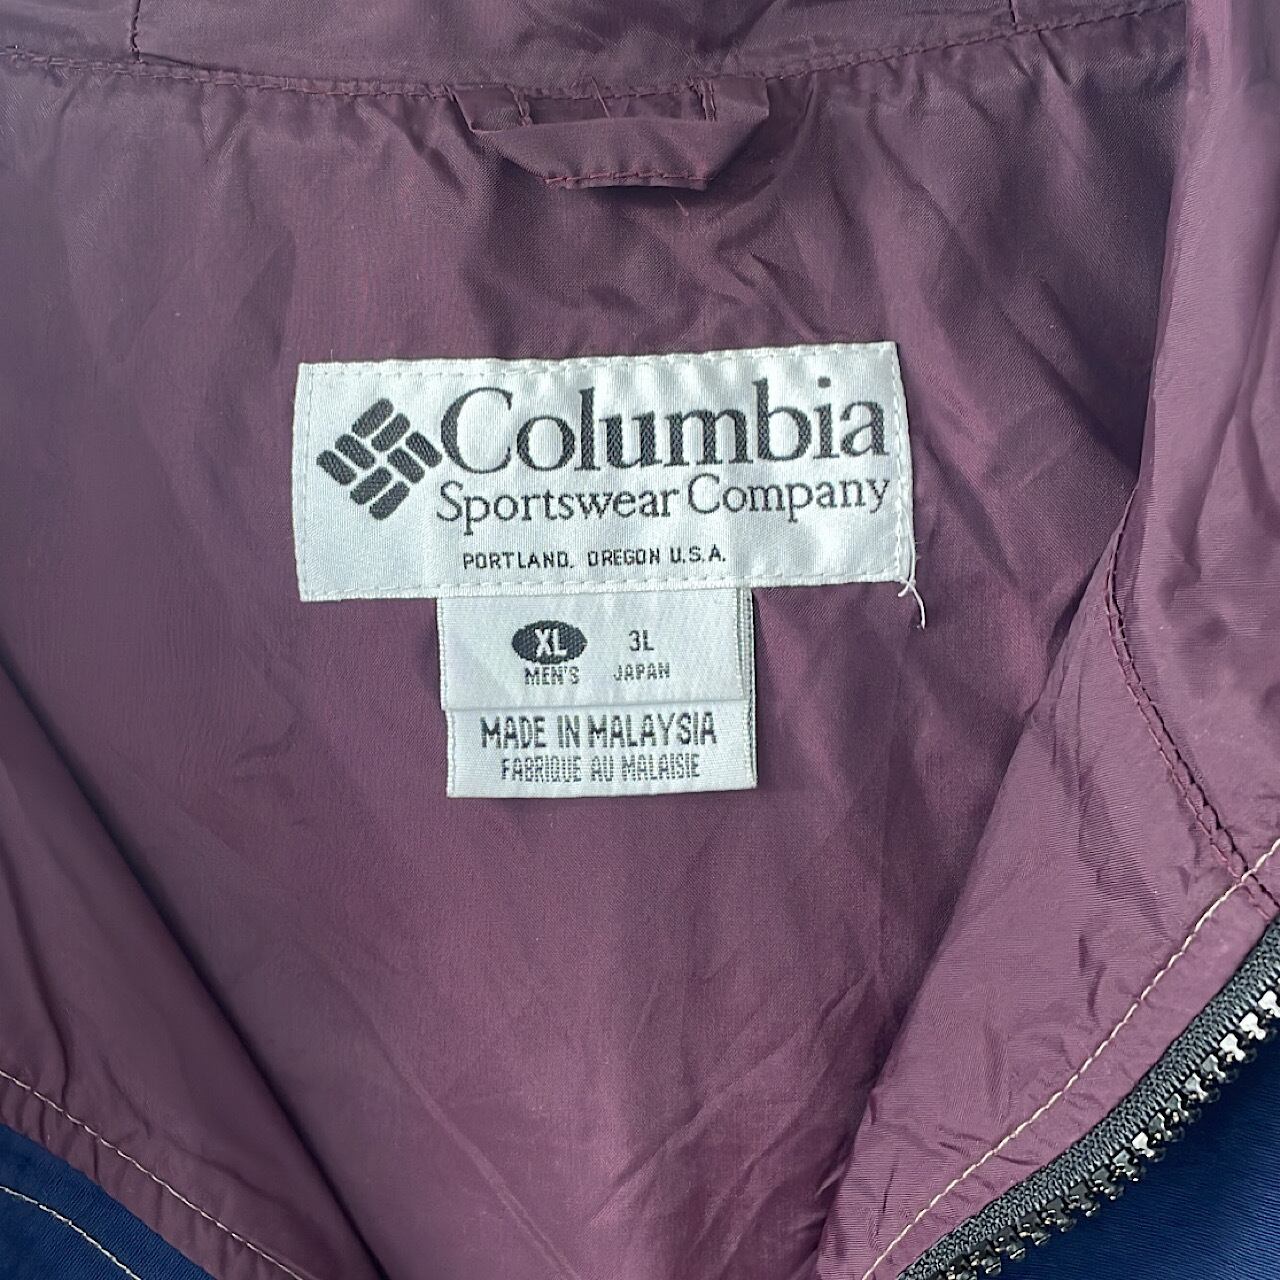 Columbia
Sportswear Company
PORTLAND, OREGON U.S.A.
XL 3L
MEN'S JAPAN
MADE IN MALAYSIA
FABRIQUE AU MALAISIE